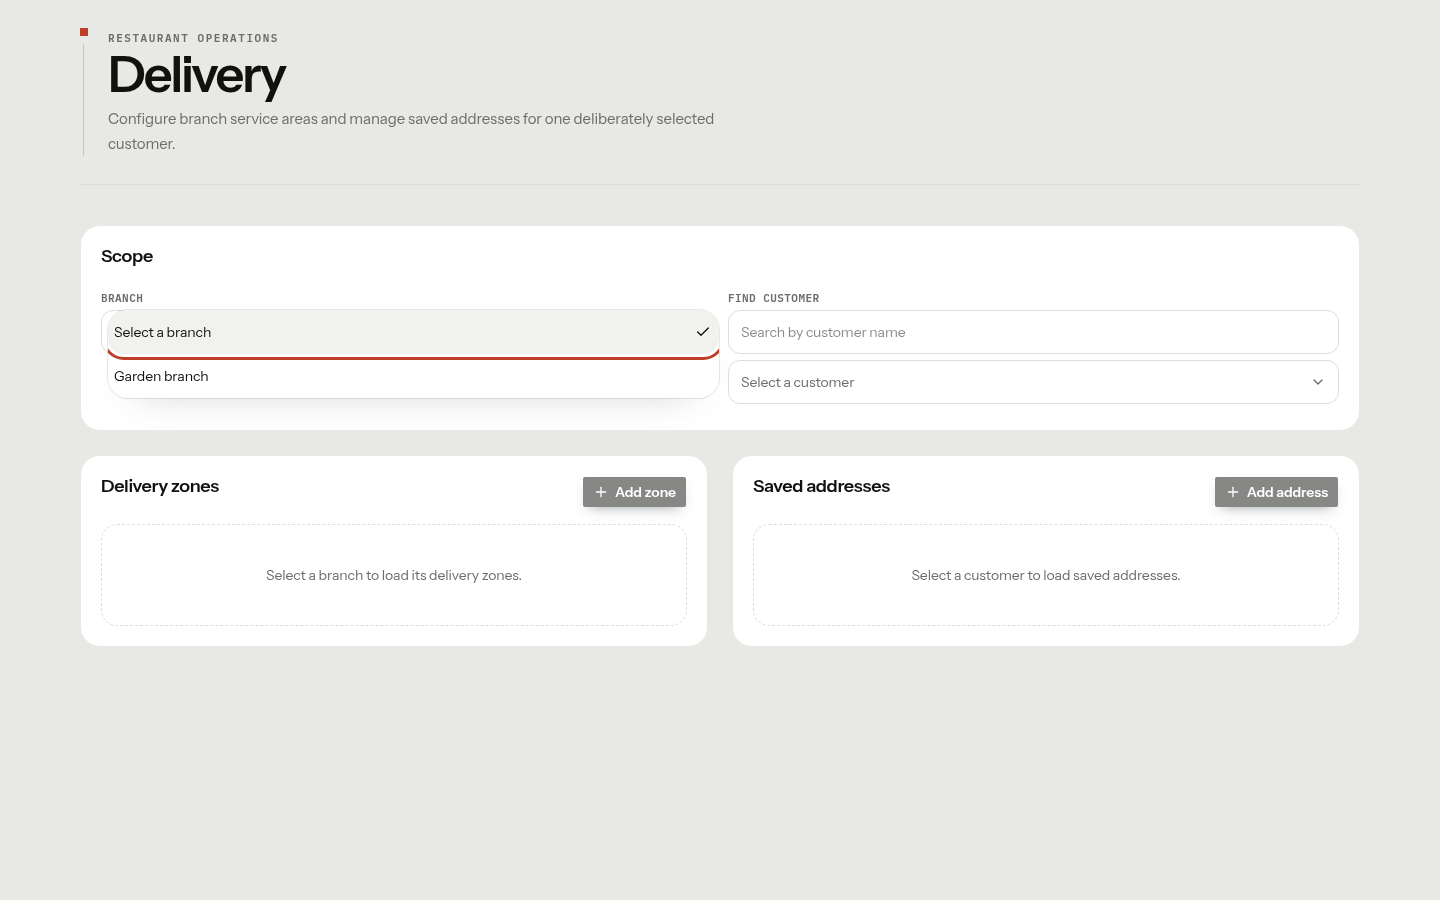 RESTAURANT OPERATIONS
Delivery
Configure branch service areas and manage saved addresses for one deliberately selected
customer.
Scope
BRANCH
Select a branch
Garden branch
FIND CUSTOMER
Search by customer name
Select a customer
Delivery zones
Add zone
Select a branch to load its delivery zones.
Saved addresses
Add address
Select a customer to load saved addresses.